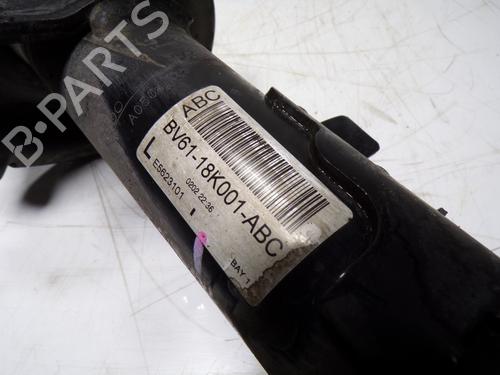 B-PARTS
ABC
BV61-18K001-ABC
L E5623101
0202 22:36
BAY 1